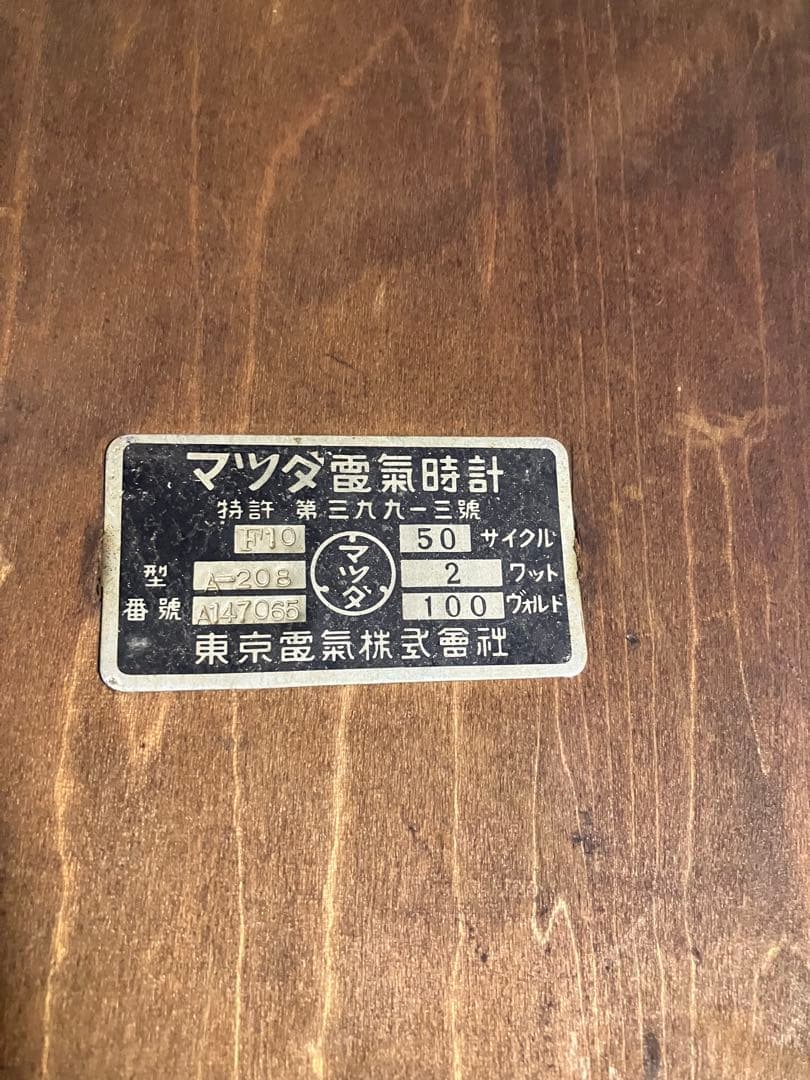 マツダ電氣時計
特許 第三九九一三號
F10 50 サイクル
型 A-208 マツダ 2 ワット
番號 A147065 100 ヴォルト
東京電氣株式會社